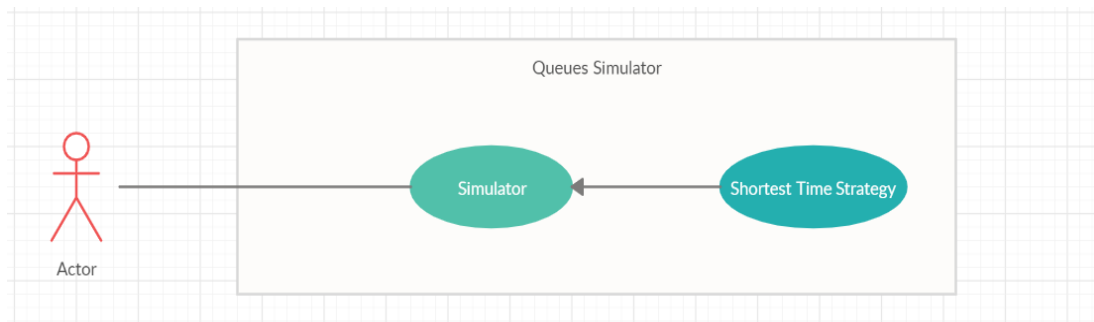 Queues Simulator
Simulator
Shortest Time Strategy
Actor